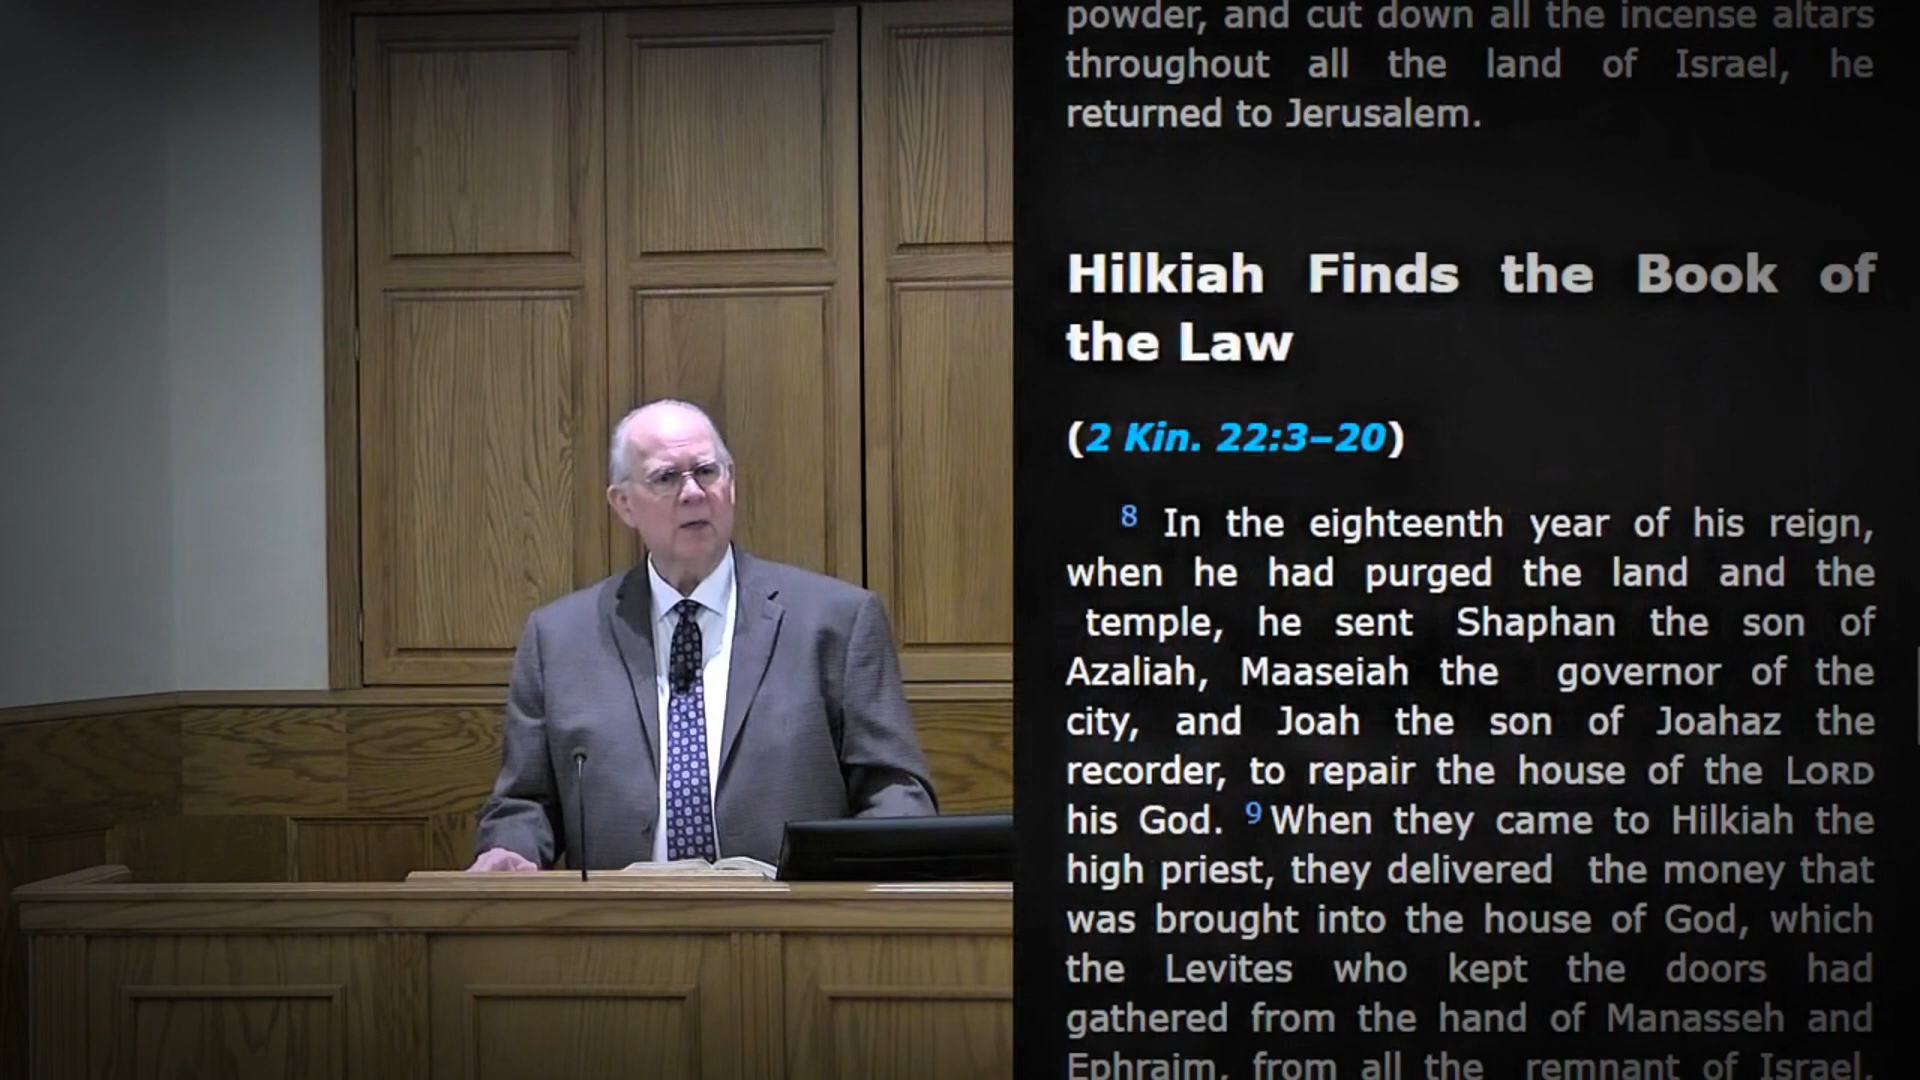 powder, and cut down all the incense altars
throughout all the land of Israel, he
returned to Jerusalem.
Hilkiah Finds the Book of
the Law
(2 Kin. 22:3–20)
8 In the eighteenth year of his reign,
when he had purged the land and the
temple, he sent Shaphan the son of
Azaliah, Maaseiah the governor of the
city, and Joah the son of Joahaz the
recorder, to repair the house of the LORD
his God. 9 When they came to Hilkiah the
high priest, they delivered the money that
was brought into the house of God, which
the Levites who kept the doors had
gathered from the hand of Manasseh and
Ephraim, from all the remnant of Israel,